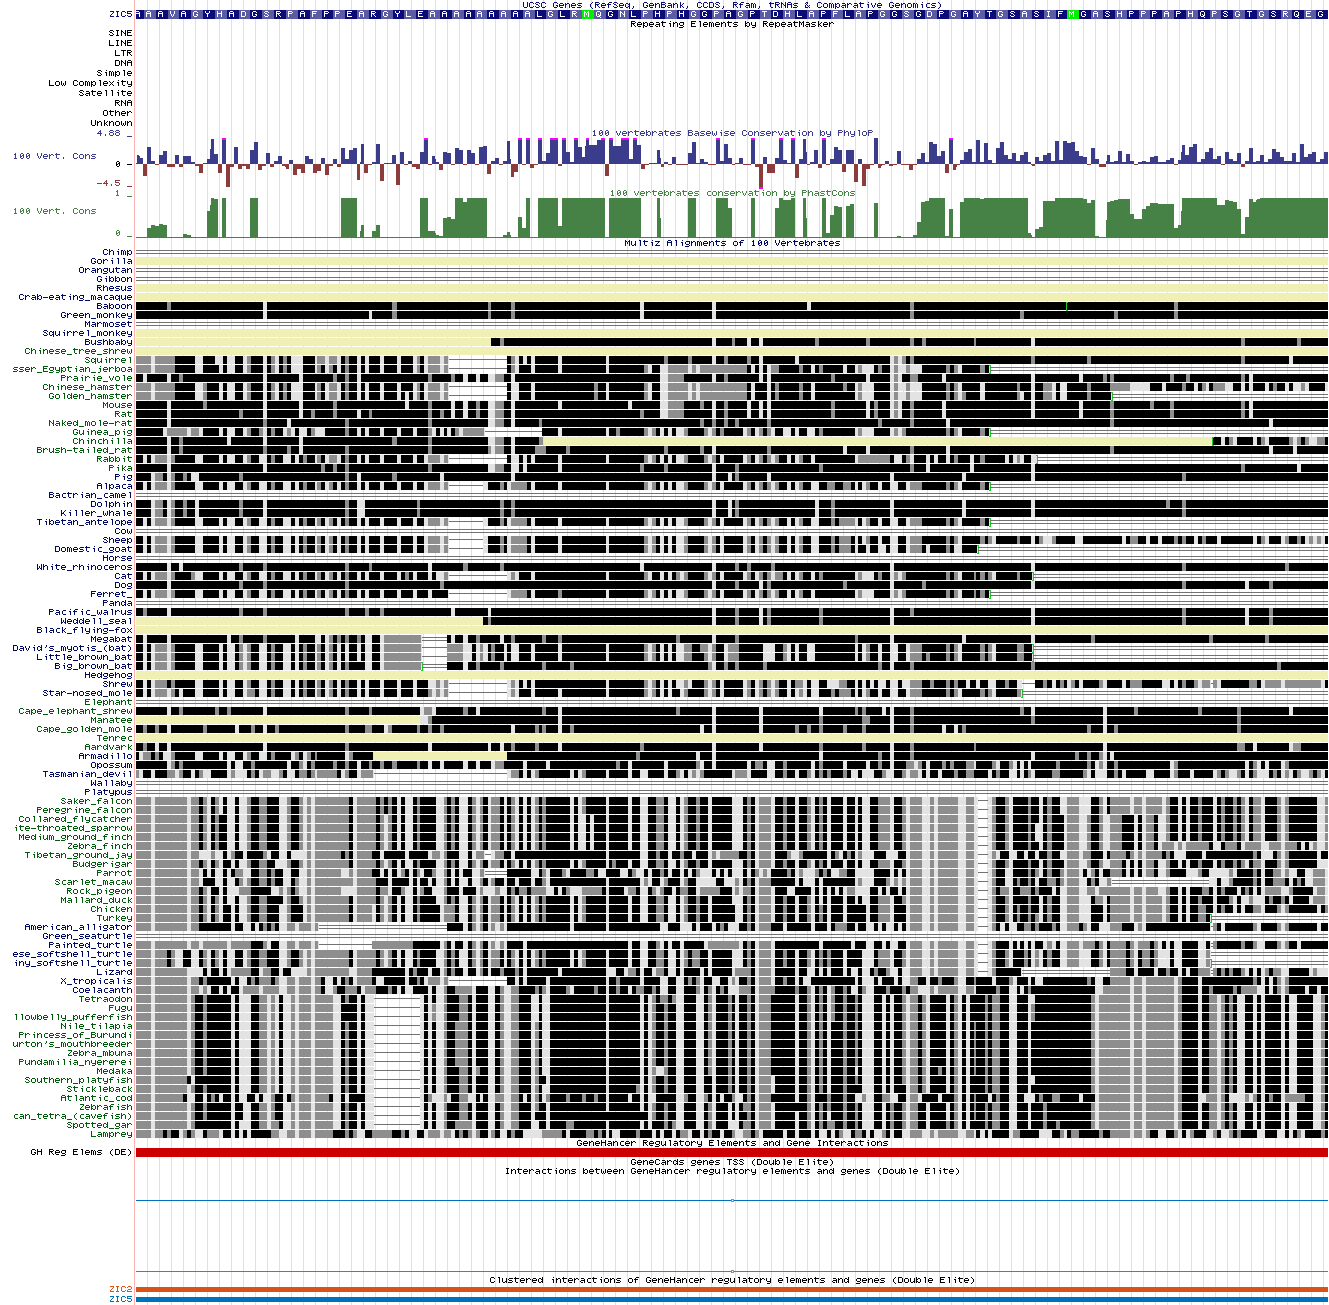 UCSC Genes (RefSeq, GenBank, CCDS, Rfam, tRNAs & Comparative Genomics)
ZIC5
Repeating Elements by RepeatMasker
SINE
LINE
LTR
DNA
Simple
Low Complexity
Satellite
RNA
Other
Unknown
4.88 _
100 vertebrates Basewise Conservation by PhyloP
100 Vert. Cons
0 _
-4.5 _
1 _
100 vertebrates conservation by PhastCons
100 Vert. Cons
0 _
Multiz Alignments of 100 Vertebrates
Chimp
Gorilla
Orangutan
Gibbon
Rhesus
Crab-eating_macaque
Baboon
Green_monkey
Marmoset
Squirrel_monkey
Bushbaby
Chinese_tree_shrew
Squirrel
sser_Egyptian_jerboa
Prairie_vole
Chinese_hamster
Golden_hamster
Mouse
Rat
Naked_mole-rat
Guinea_pig
Chinchilla
Brush-tailed_rat
Rabbit
Pika
Pig
Alpaca
Bactrian_camel
Dolphin
Killer_whale
Tibetan_antelope
Cow
Sheep
Domestic_goat
Horse
White_rhinoceros
Cat
Dog
Ferret_
Panda
Pacific_walrus
Weddell_seal
Black_flying-fox
Megabat
David's_myotis_(bat)
Little_brown_bat
Big_brown_bat
Hedgehog
Shrew
Star-nosed_mole
Elephant
Cape_elephant_shrew
Manatee
Cape_golden_mole
Tenrec
Aardvark
Armadillo
Opossum
Tasmanian_devil
Wallaby
Platypus
Saker_falcon
Peregrine_falcon
Collared_flycatcher
ite-throated_sparrow
Medium_ground_finch
Zebra_finch
Tibetan_ground_jay
Budgerigar
Parrot
Scarlet_macaw
Rock_pigeon
Mallard_duck
Chicken
Turkey
American_alligator
Green_seaturtle
Painted_turtle
ese_softshell_turtle
iny_softshell_turtle
Lizard
X_tropicalis
Coelacanth
Tetraodon
Fugu
llowbelly_pufferfish
Nile_tilapia
Princess_of_Burundi
urton's_mouthbreeder
Zebra_mbuna
Pundamilia_nyererei
Medaka
Southern_platyfish
Stickleback
Atlantic_cod
Zebrafish
can_tetra_(cavefish)
Spotted_gar
Lamprey
GeneHancer Regulatory Elements and Gene Interactions
GH Reg Elems (DE)
GeneCards genes TSS (Double Elite)
Interactions between GeneHancer regulatory elements and genes (Double Elite)
Clustered interactions of GeneHancer regulatory elements and genes (Double Elite)
ZIC2
ZIC5